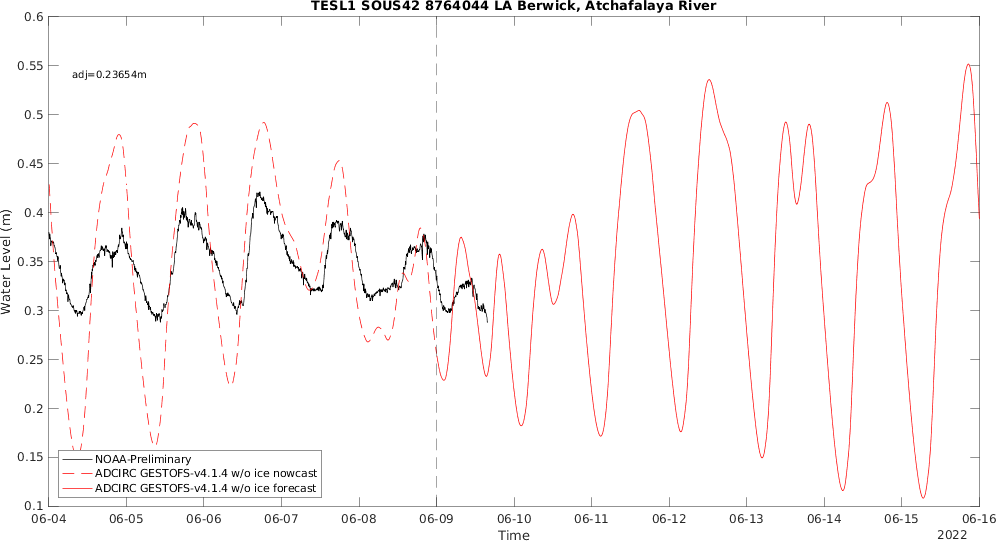 TESL1 SOUS42 8764044 LA Berwick, Atchafalaya River
0.6
0.55
adj=0.23654m
0.5
0.45
0.4
0.35
Water Level (m)
0.3
0.25
0.2
0.15
0.1
NOAA-Preliminary
ADCIRC GESTOFS-v4.1.4 w/o ice nowcast
ADCIRC GESTOFS-v4.1.4 w/o ice forecast
06-04 06-05 06-06 06-07 06-08 06-09 06-10 06-11 06-12 06-13 06-14 06-15 06-16
Time
2022